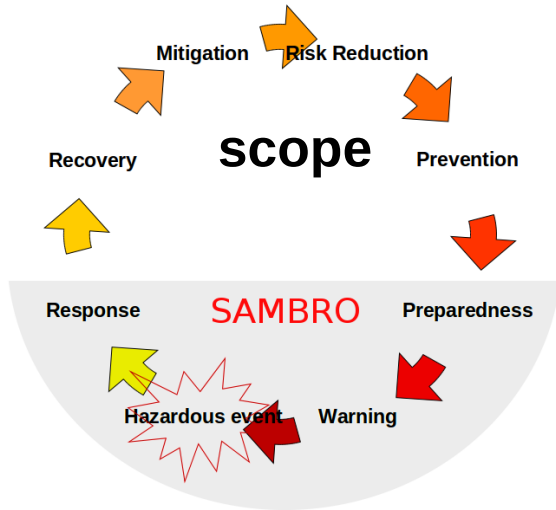 Mitigation
Risk Reduction
scope
Recovery
Prevention
Response
SAMBRO
Preparedness
Hazardous event
Warning